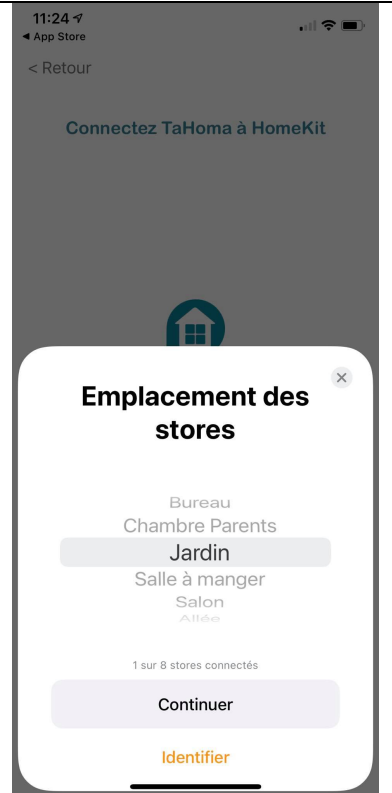 11:24
◀ App Store
< Retour
Connectez TaHoma à HomeKit
Emplacement des
stores
Bureau
Chambre Parents
Jardin
Salle à manger
Salon
Allée
1 sur 8 stores connectés
Continuer
Identifier